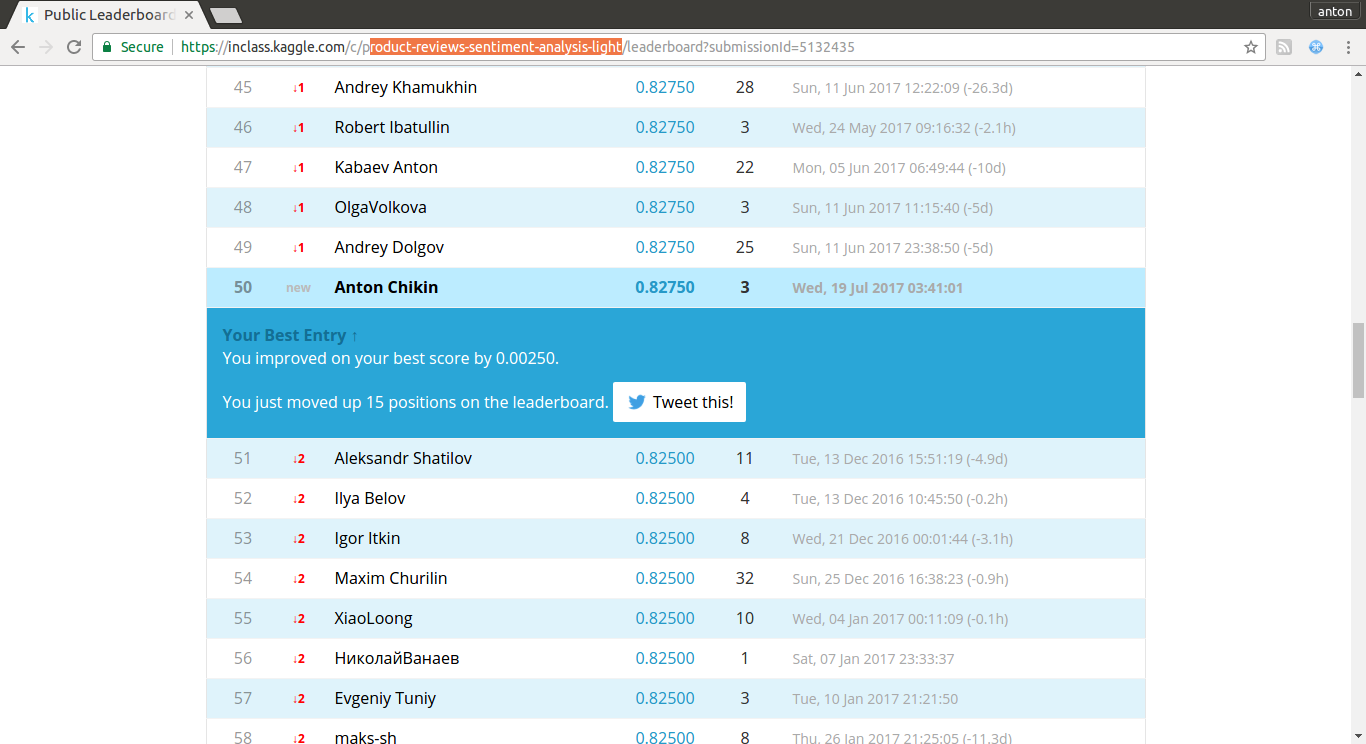 Public Leaderboard
anton
Secure https://inclass.kaggle.com/c/product-reviews-sentiment-analysis-light/leaderboard?submissionId=5132435
45 ↓1 Andrey Khamukhin 0.82750 28 Sun, 11 Jun 2017 12:22:09 (-26.3d)
46 ↓1 Robert Ibatullin 0.82750 3 Wed, 24 May 2017 09:16:32 (-2.1h)
47 ↓1 Kabaev Anton 0.82750 22 Mon, 05 Jun 2017 06:49:44 (-10d)
48 ↓1 OlgaVolkova 0.82750 3 Sun, 11 Jun 2017 11:15:40 (-5d)
49 ↓1 Andrey Dolgov 0.82750 25 Sun, 11 Jun 2017 23:38:50 (-5d)
50 new Anton Chikin 0.82750 3 Wed, 19 Jul 2017 03:41:01
Your Best Entry ↑
You improved on your best score by 0.00250.
You just moved up 15 positions on the leaderboard. Tweet this!
51 ↓2 Aleksandr Shatilov 0.82500 11 Tue, 13 Dec 2016 15:51:19 (-4.9d)
52 ↓2 Ilya Belov 0.82500 4 Tue, 13 Dec 2016 10:45:50 (-0.2h)
53 ↓2 Igor Itkin 0.82500 8 Wed, 21 Dec 2016 00:01:44 (-3.1h)
54 ↓2 Maxim Churilin 0.82500 32 Sun, 25 Dec 2016 16:38:23 (-0.9h)
55 ↓2 XiaoLoong 0.82500 10 Wed, 04 Jan 2017 00:11:09 (-0.1h)
56 ↓2 НиколайВанаев 0.82500 1 Sat, 07 Jan 2017 23:33:37
57 ↓2 Evgeniy Tuniy 0.82500 3 Tue, 10 Jan 2017 21:21:50
58 ↓2 maks-sh 0.82500 8 Thu, 26 Jan 2017 21:25:05 (-11.3d)